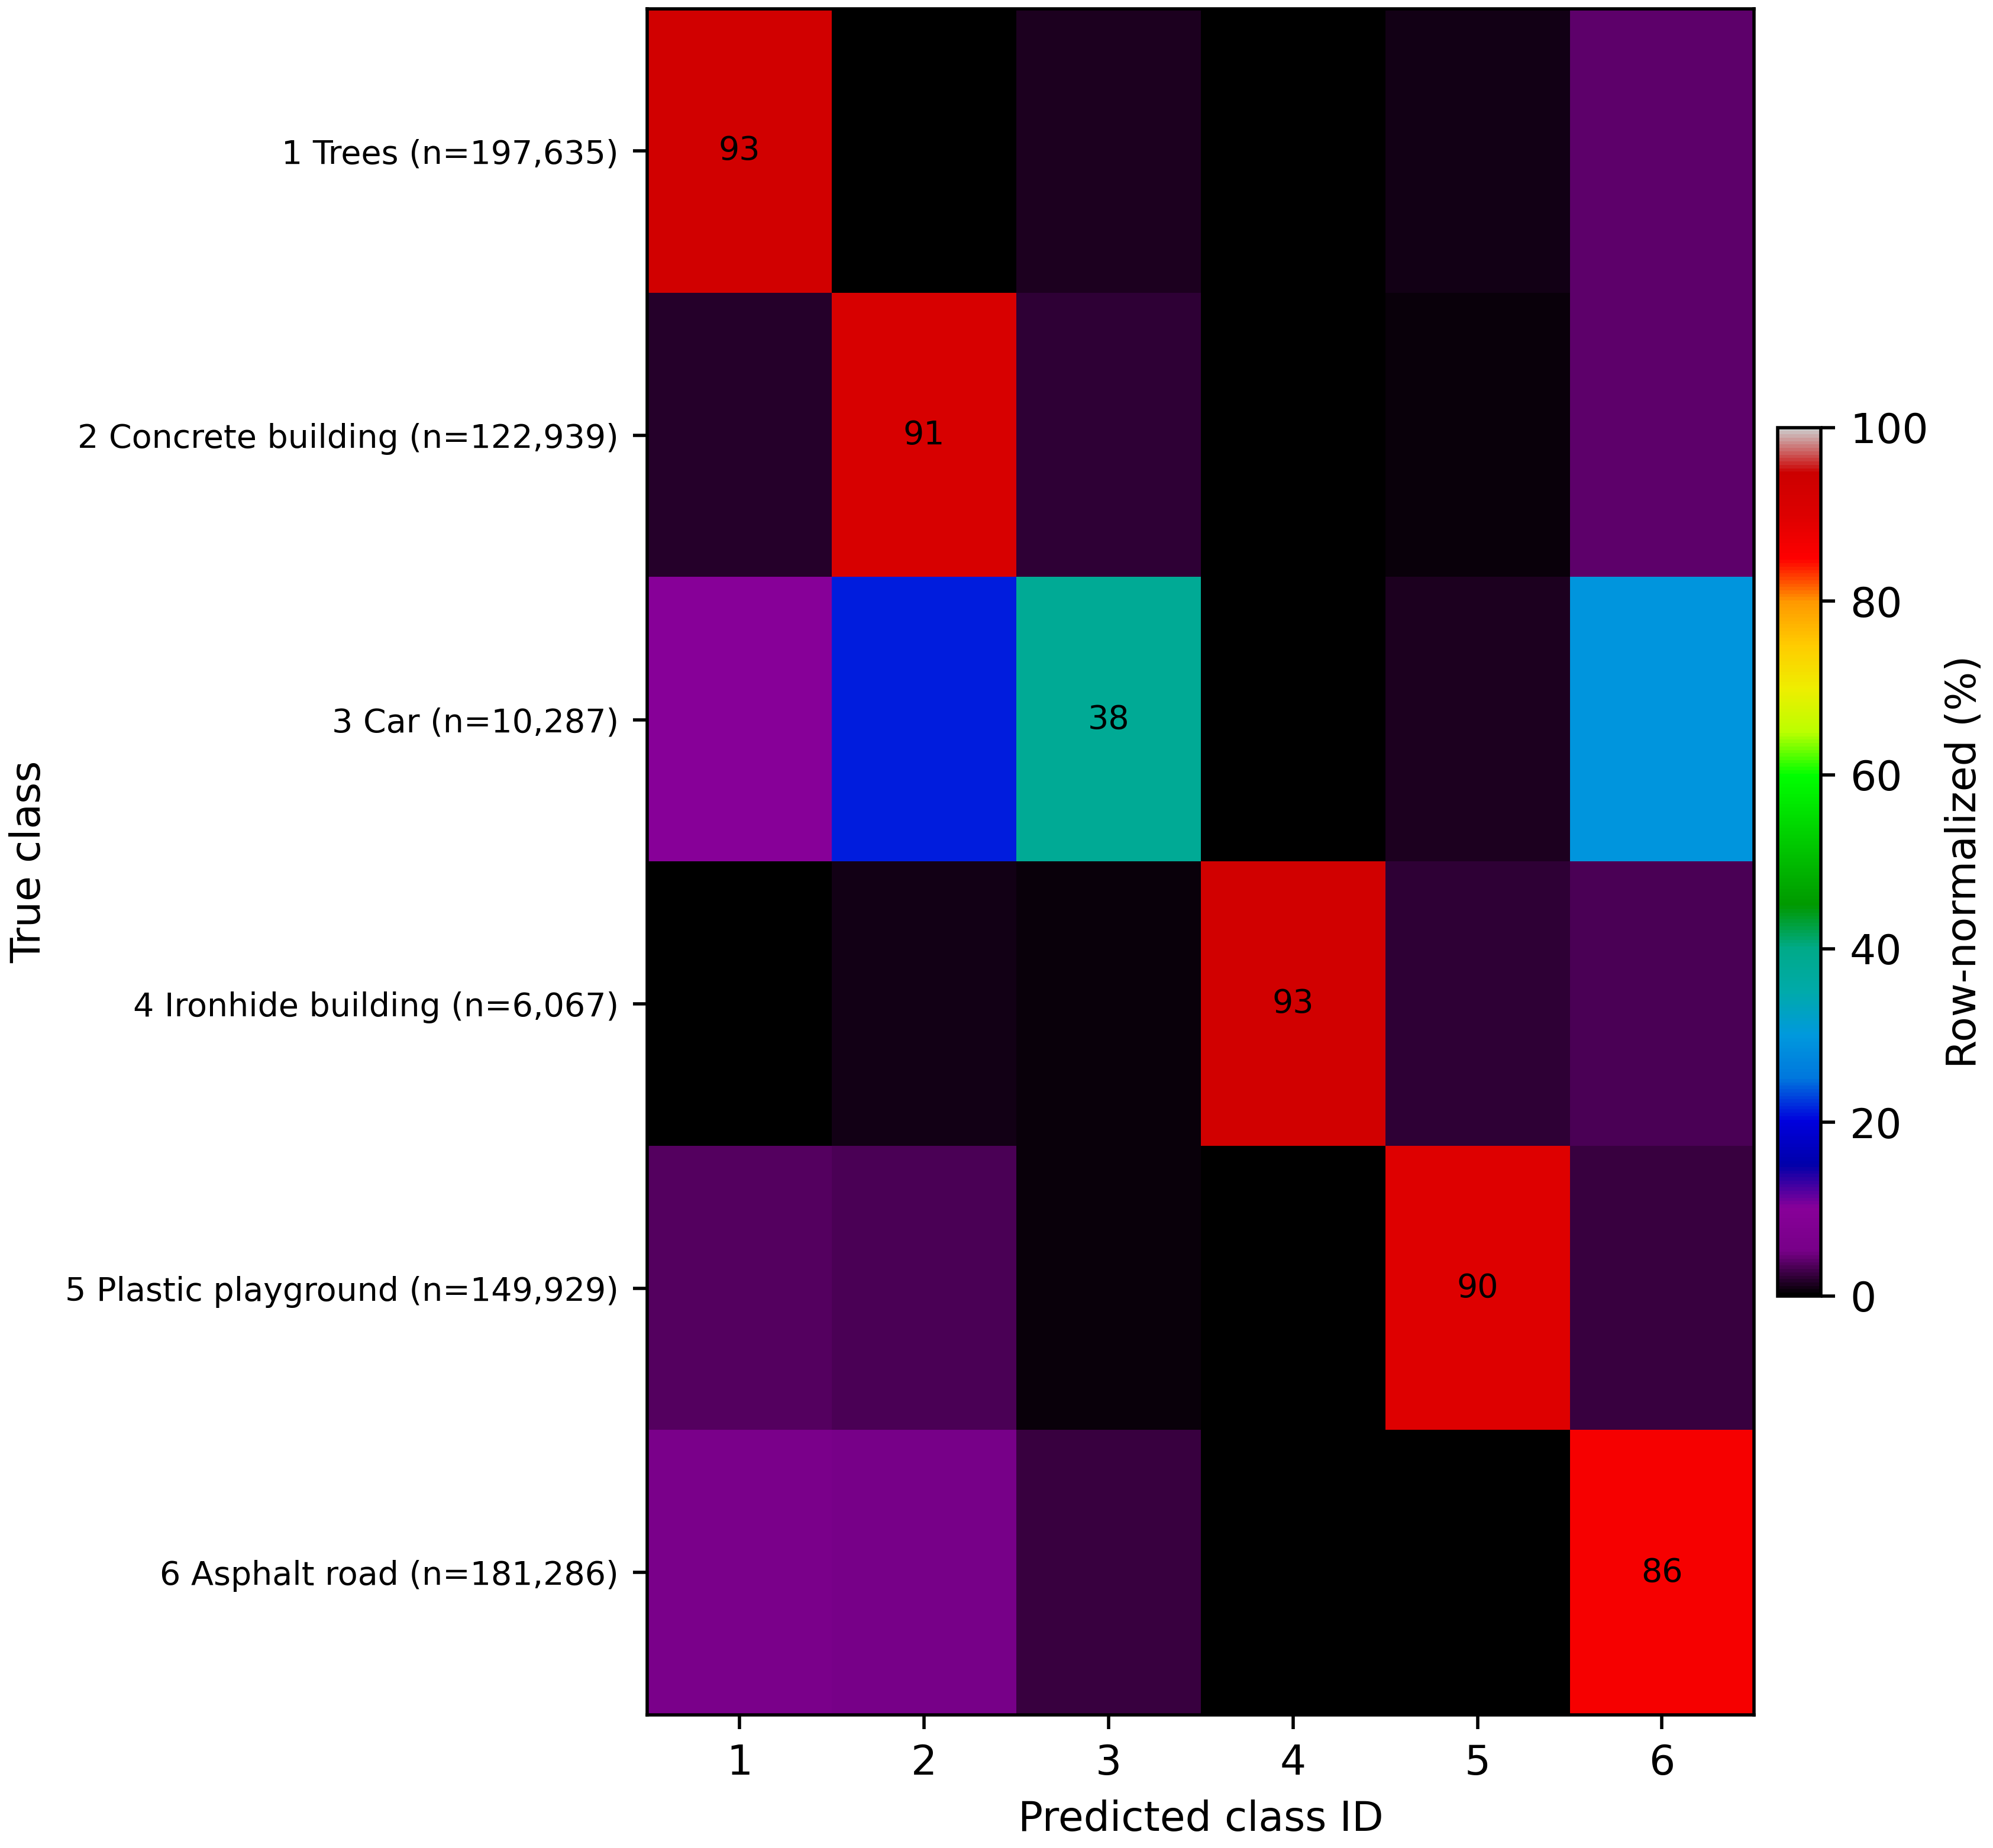 1 Trees (n=197,635)
93
2 Concrete building (n=122,939)
91
3 Car (n=10,287)
38
4 Ironhide building (n=6,067)
93
5 Plastic playground (n=149,929)
90
6 Asphalt road (n=181,286)
86
True class
1 2 3 4 5 6
Predicted class ID
100
80
60
40
20
0
Row-normalized (%)